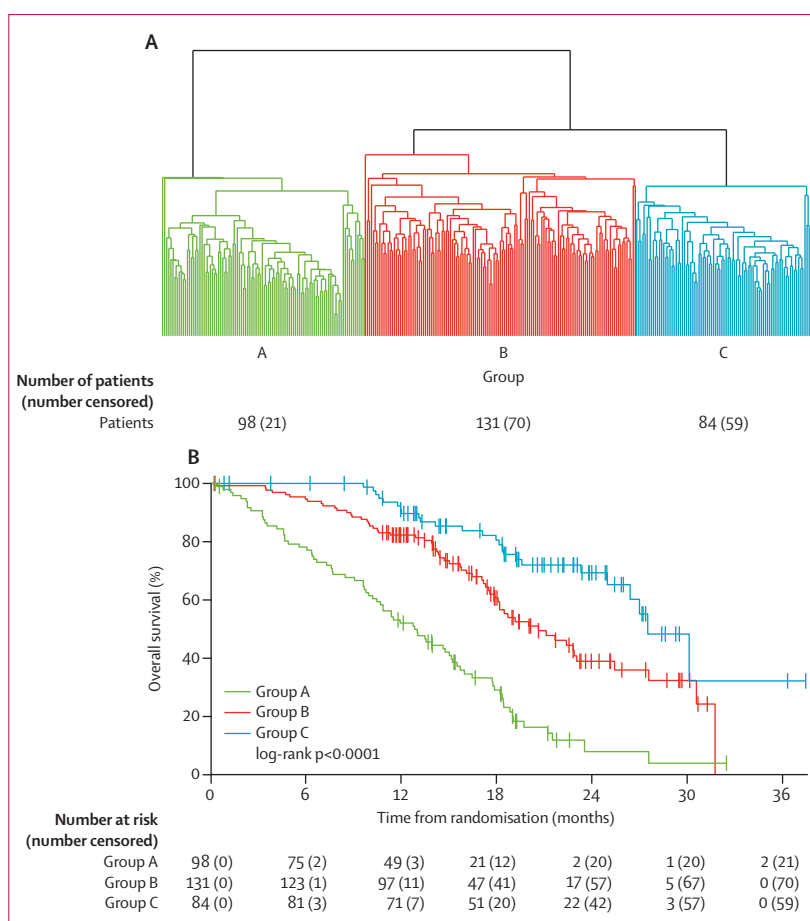 A
A B C
Group
Number of patients
(number censored)
Patients 98 (21) 131 (70) 84 (59)
B
100
80
60
40
20
0
Overall survival (%)
Group A
Group B
Group C
log-rank p<0·0001
0 6 12 18 24 30 36
Time from randomisation (months)
Number at risk
(number censored)
Group A 98 (0) 75 (2) 49 (3) 21 (12) 2 (20) 1 (20) 2 (21)
Group B 131 (0) 123 (1) 97 (11) 47 (41) 17 (57) 5 (67) 0 (70)
Group C 84 (0) 81 (3) 71 (7) 51 (20) 22 (42) 3 (57) 0 (59)